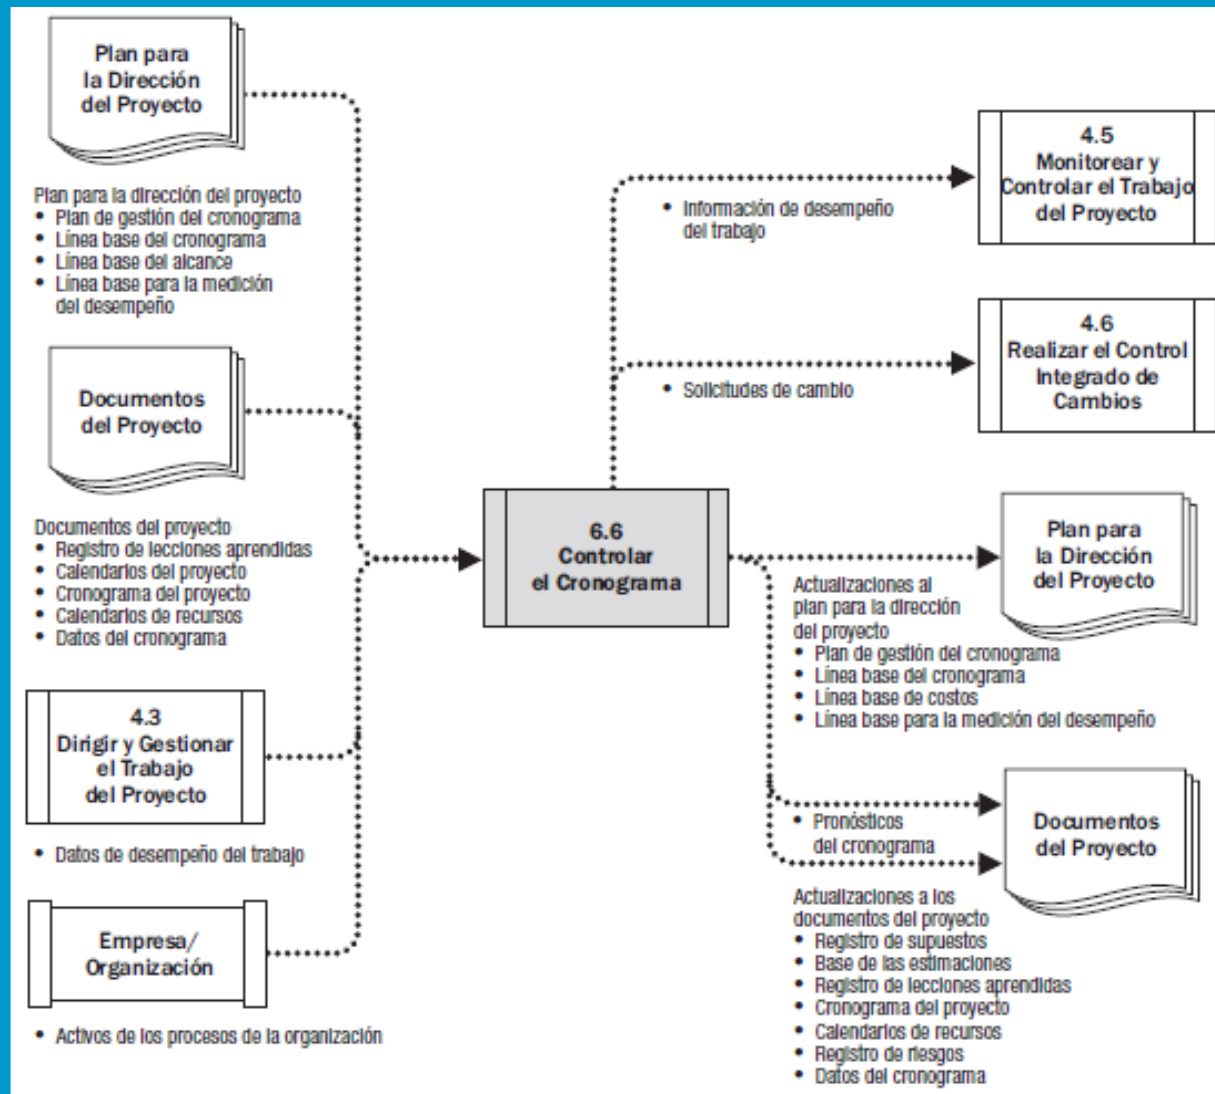 Plan para
la Dirección
del Proyecto
Plan para la dirección del proyecto
• Plan de gestión del cronograma
• Línea base del cronograma
• Línea base del alcance
• Línea base para la medición
del desempeño
Documentos
del Proyecto
Documentos del proyecto
• Registro de lecciones aprendidas
• Calendarios del proyecto
• Cronograma del proyecto
• Calendarios de recursos
• Datos del cronograma
4.3
Dirigir y Gestionar
el Trabajo
del Proyecto
• Datos de desempeño del trabajo
Empresa/
Organización
• Activos de los procesos de la organización
6.6
Controlar
el Cronograma
• Información de desempeño
del trabajo
4.5
Monitorear y
Controlar el Trabajo
del Proyecto
• Solicitudes de cambio
4.6
Realizar el Control
Integrado de
Cambios
Plan para
la Dirección
del Proyecto
Actualizaciones al
plan para la dirección
del proyecto
• Plan de gestión del cronograma
• Línea base del cronograma
• Línea base de costos
• Línea base para la medición del desempeño
• Pronósticos
del cronograma
Documentos
del Proyecto
Actualizaciones a los
documentos del proyecto
• Registro de supuestos
• Base de las estimaciones
• Registro de lecciones aprendidas
• Cronograma del proyecto
• Calendarios de recursos
• Registro de riesgos
• Datos del cronograma